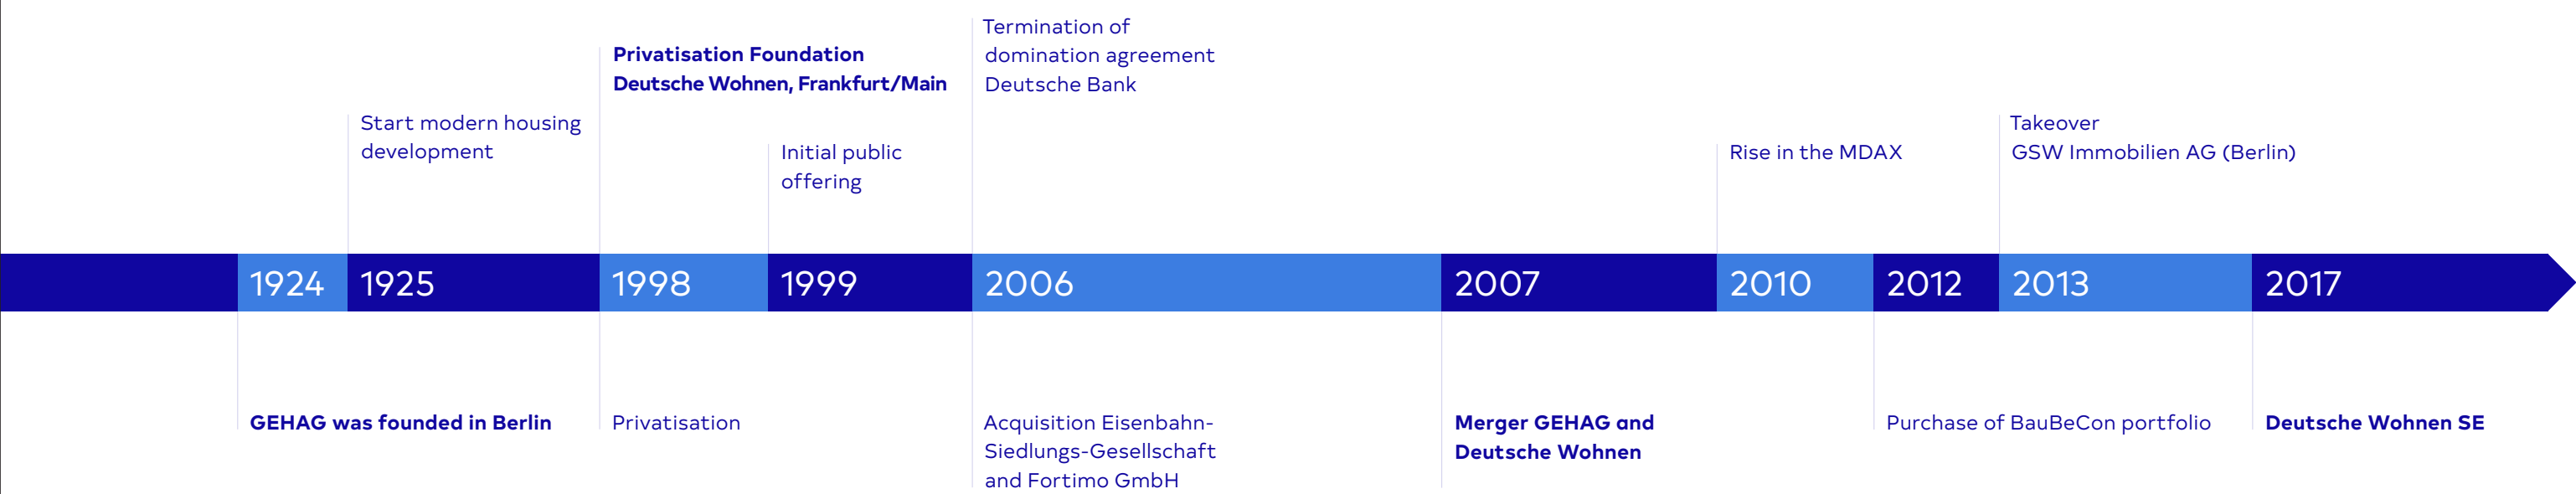 Termination of
domination agreement
Deutsche Bank
Privatisation Foundation
Deutsche Wohnen, Frankfurt/Main
Start modern housing
development
Initial public
offering
Rise in the MDAX
Takeover
GSW Immobilien AG (Berlin)
1924 1925 1998 1999 2006 2007 2010 2012 2013 2017
GEHAG was founded in Berlin
Privatisation
Acquisition Eisenbahn-
Siedlungs-Gesellschaft
and Fortimo GmbH
Merger GEHAG and
Deutsche Wohnen
Purchase of BauBeCon portfolio
Deutsche Wohnen SE